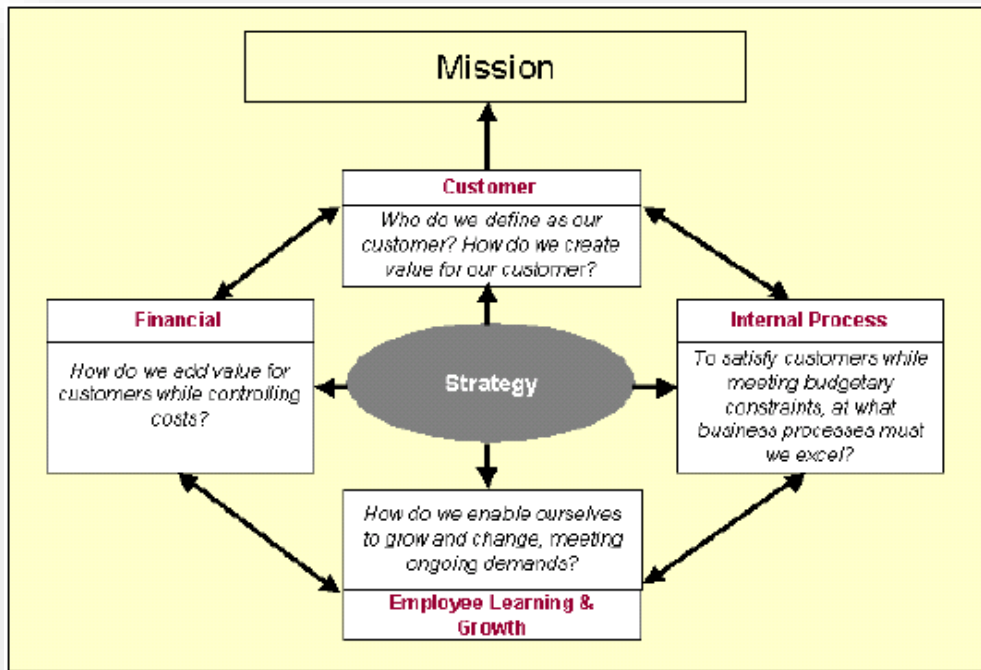 Mission
Customer
Who do we define as our
customer? How do we create
value for our customer?
Financial
How do we add value for
customers while controlling
costs?
Strategy
Internal Process
To satisfy customers while
meeting budgetary
constraints, at what
business processes must
we excel?
How do we enable ourselves
to grow and change, meeting
ongoing demands?
Employee Learning &
Growth